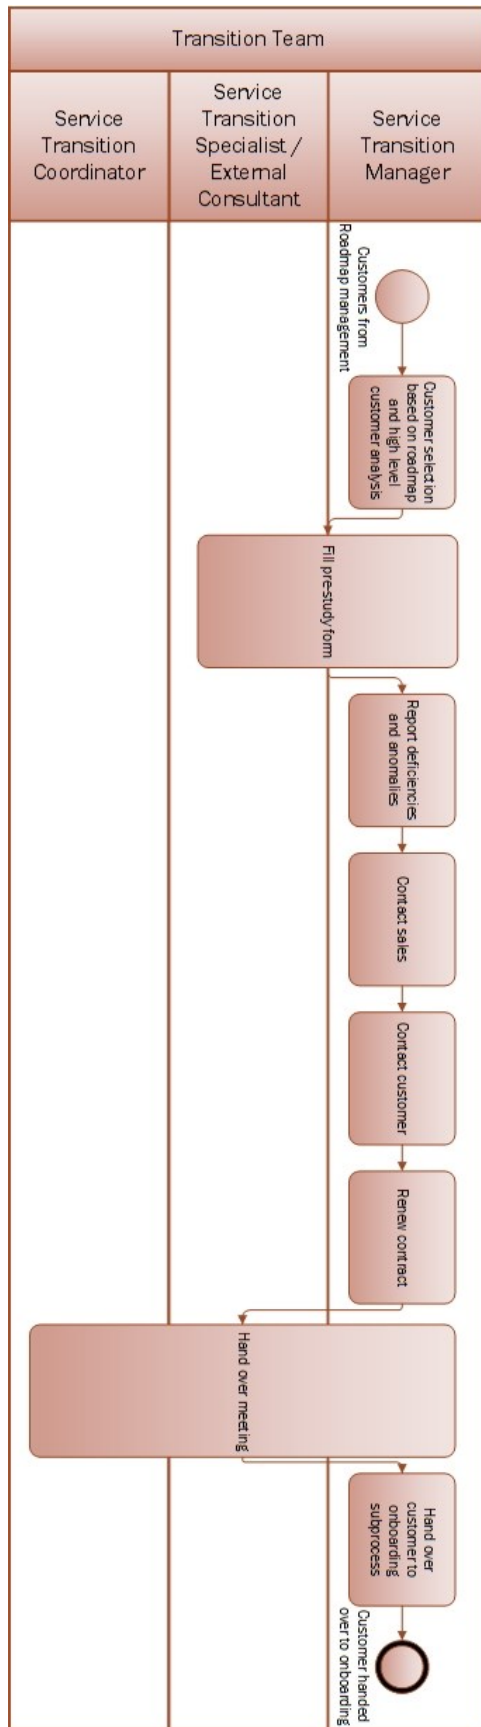 Transition Team
Service
Transition
Coordinator
Service
Transition
Specialist /
External
Consultant
Service
Transition
Manager
Customers from
Roadmap management
Customer selection
based on roadmap
and high level
customer analysis
Fill pre-study form
Report deficiencies
and anomalies
Contact sales
Contact customer
Renew contract
Hand over meeting
Hand over
customer to
onboarding
subprocess
Customer handed
over to onboarding